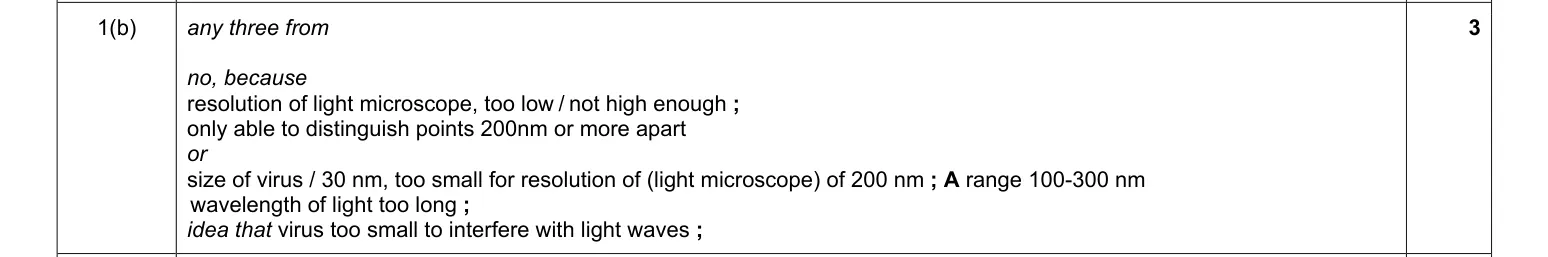 1(b) any three from 3
no, because
resolution of light microscope, too low / not high enough ;
only able to distinguish points 200nm or more apart
or
size of virus / 30 nm, too small for resolution of (light microscope) of 200 nm ; A range 100-300 nm
wavelength of light too long ;
idea that virus too small to interfere with light waves ;